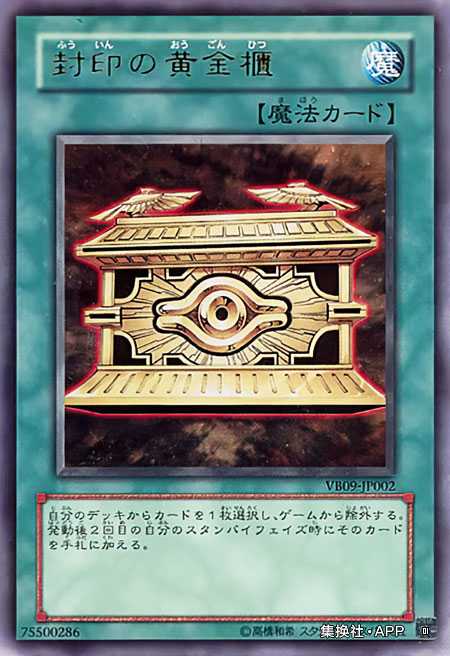 封印の黄金櫃
ふういん おうごんひつ
魔
【魔法カード】
まほう
VB09-JP002
自分のデッキからカードを1枚選択し、ゲームから除外する。
発動後2回目の自分のスタンバイフェイズ時にそのカード
を手札に加える。
75500286
©高橋和希 スタ
集英社・APP